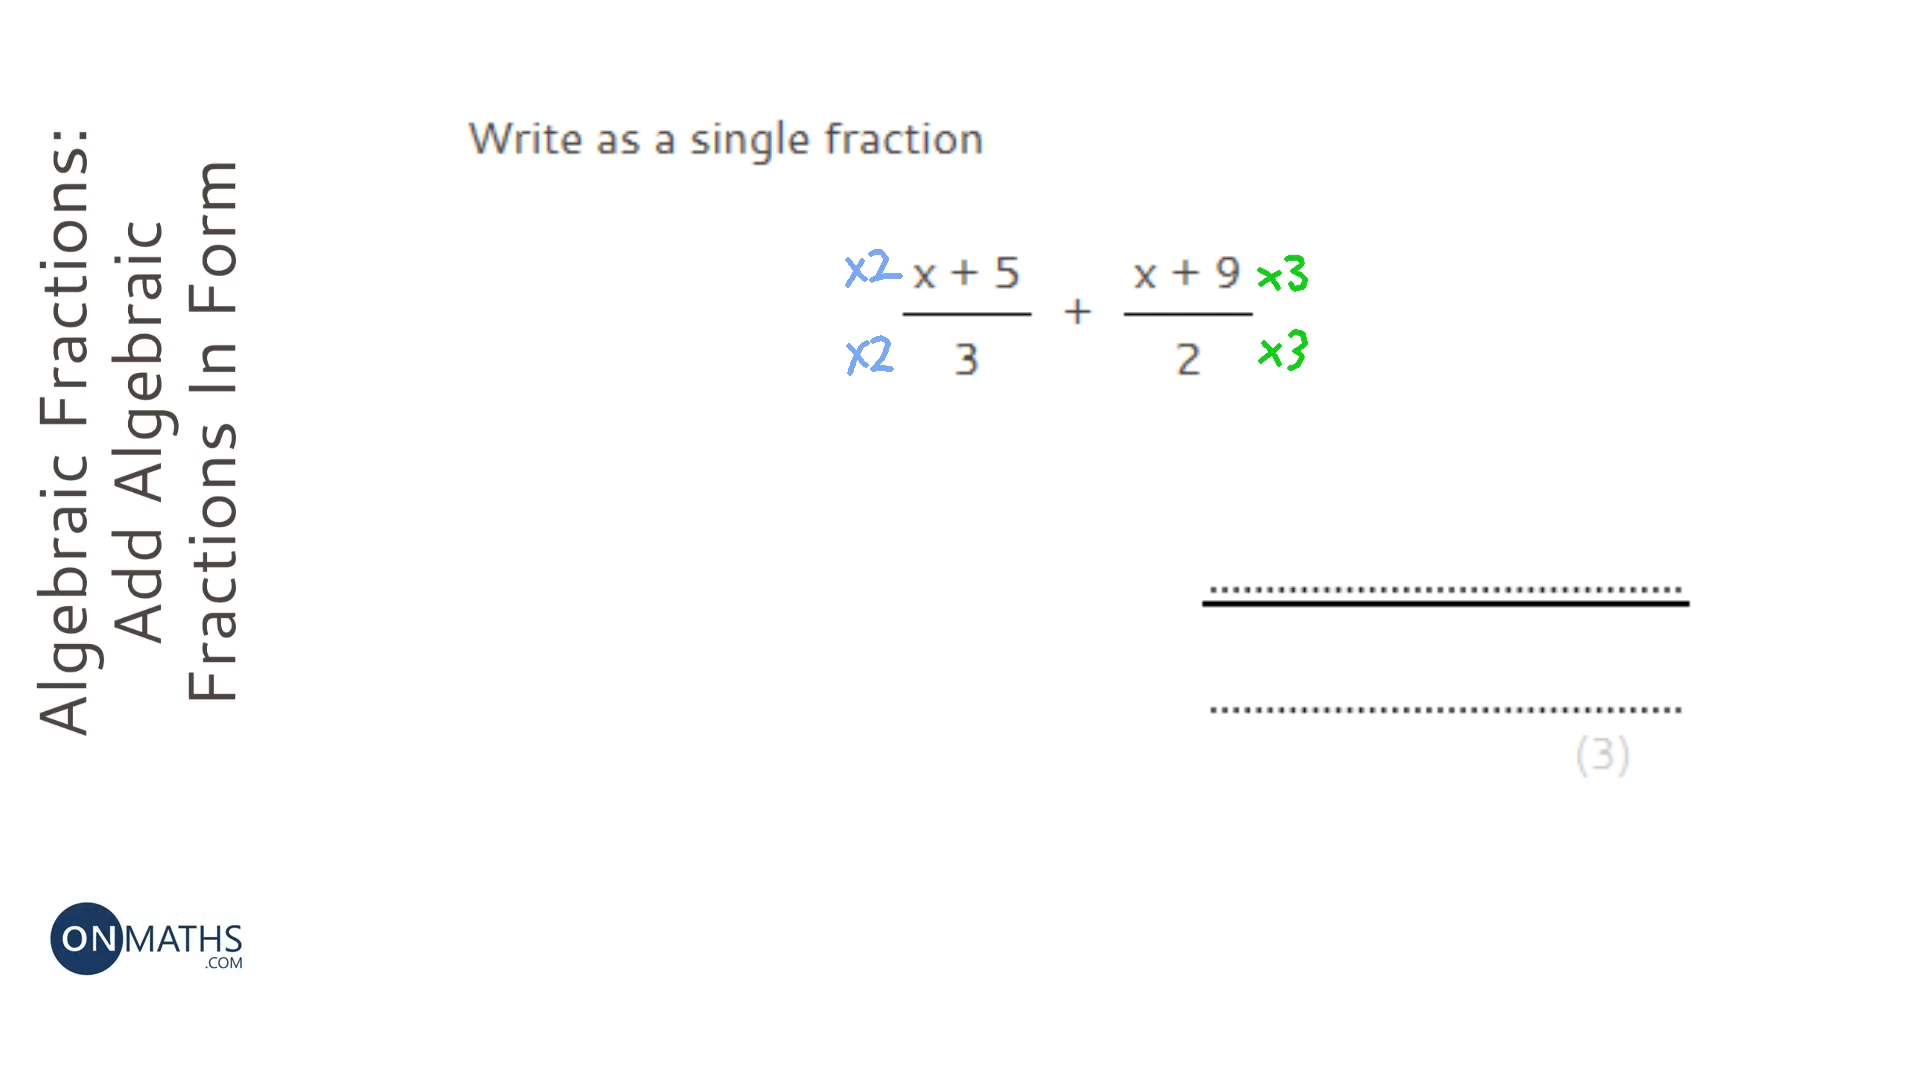 Algebraic Fractions:
Add Algebraic
Fractions In Form
Write as a single fraction
x2 x + 5 + x + 9 x3
x2 3 2 x3
(3)
ONMATHS
.COM